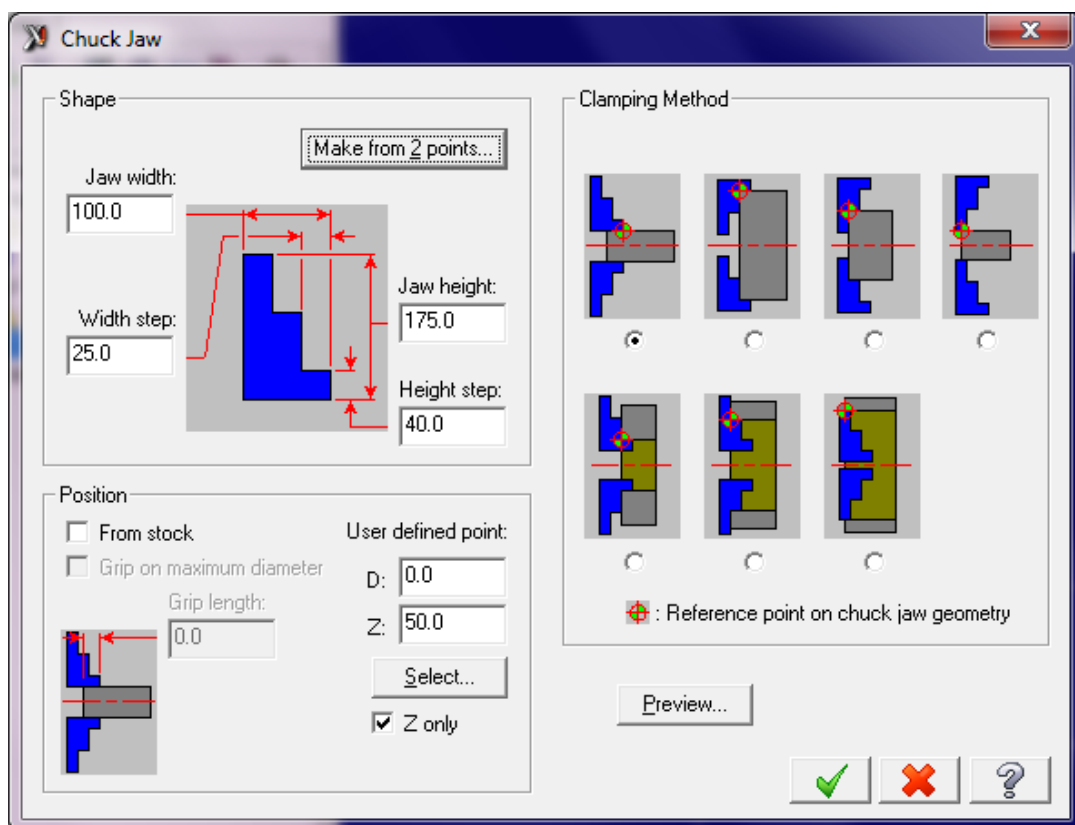 Chuck Jaw
Shape
Make from 2 points...
Jaw width:
100.0
Width step:
25.0
Jaw height:
175.0
Height step:
40.0
Position
From stock
Grip on maximum diameter
Grip length:
0.0
User defined point:
D: 0.0
Z: 50.0
Select...
Z only
Clamping Method
: Reference point on chuck jaw geometry
Preview...